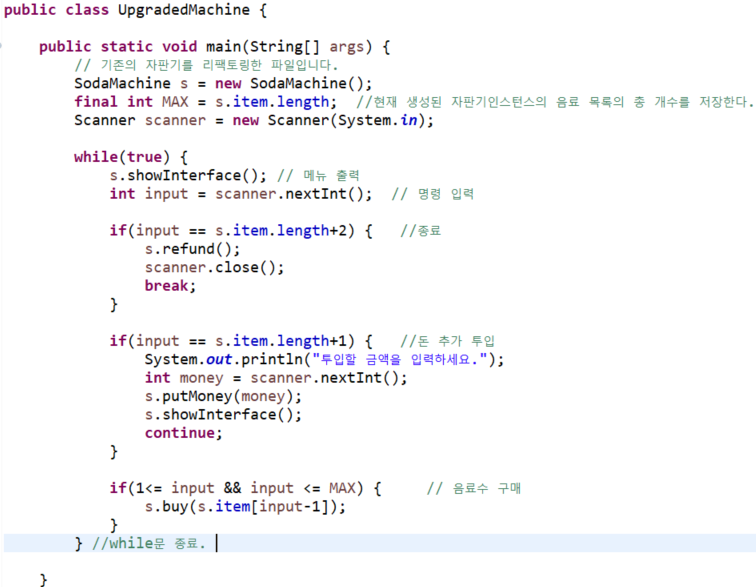 public class UpgradedMachine {
public static void main(String[] args) {
// 기존의 자판기를 리팩토링한 파일입니다.
SodaMachine s = new SodaMachine();
final int MAX = s.item.length;  //현재 생성된 자판기인스턴스의 음료 목록의 총 개수를 저장한다.
Scanner scanner = new Scanner(System.in);
while(true) {
s.showInterface(); // 메뉴 출력
int input = scanner.nextInt();  // 명령 입력
if(input == s.item.length+2) {   //종료
s.refund();
scanner.close();
break;
}
if(input == s.item.length+1) {   //돈 추가 투입
System.out.println("투입할 금액을 입력하세요.");
int money = scanner.nextInt();
s.putMoney(money);
s.showInterface();
continue;
}
if(1<= input && input <= MAX) {     // 음료수 구매
s.buy(s.item[input-1]);
}
} //while문 종료.
}